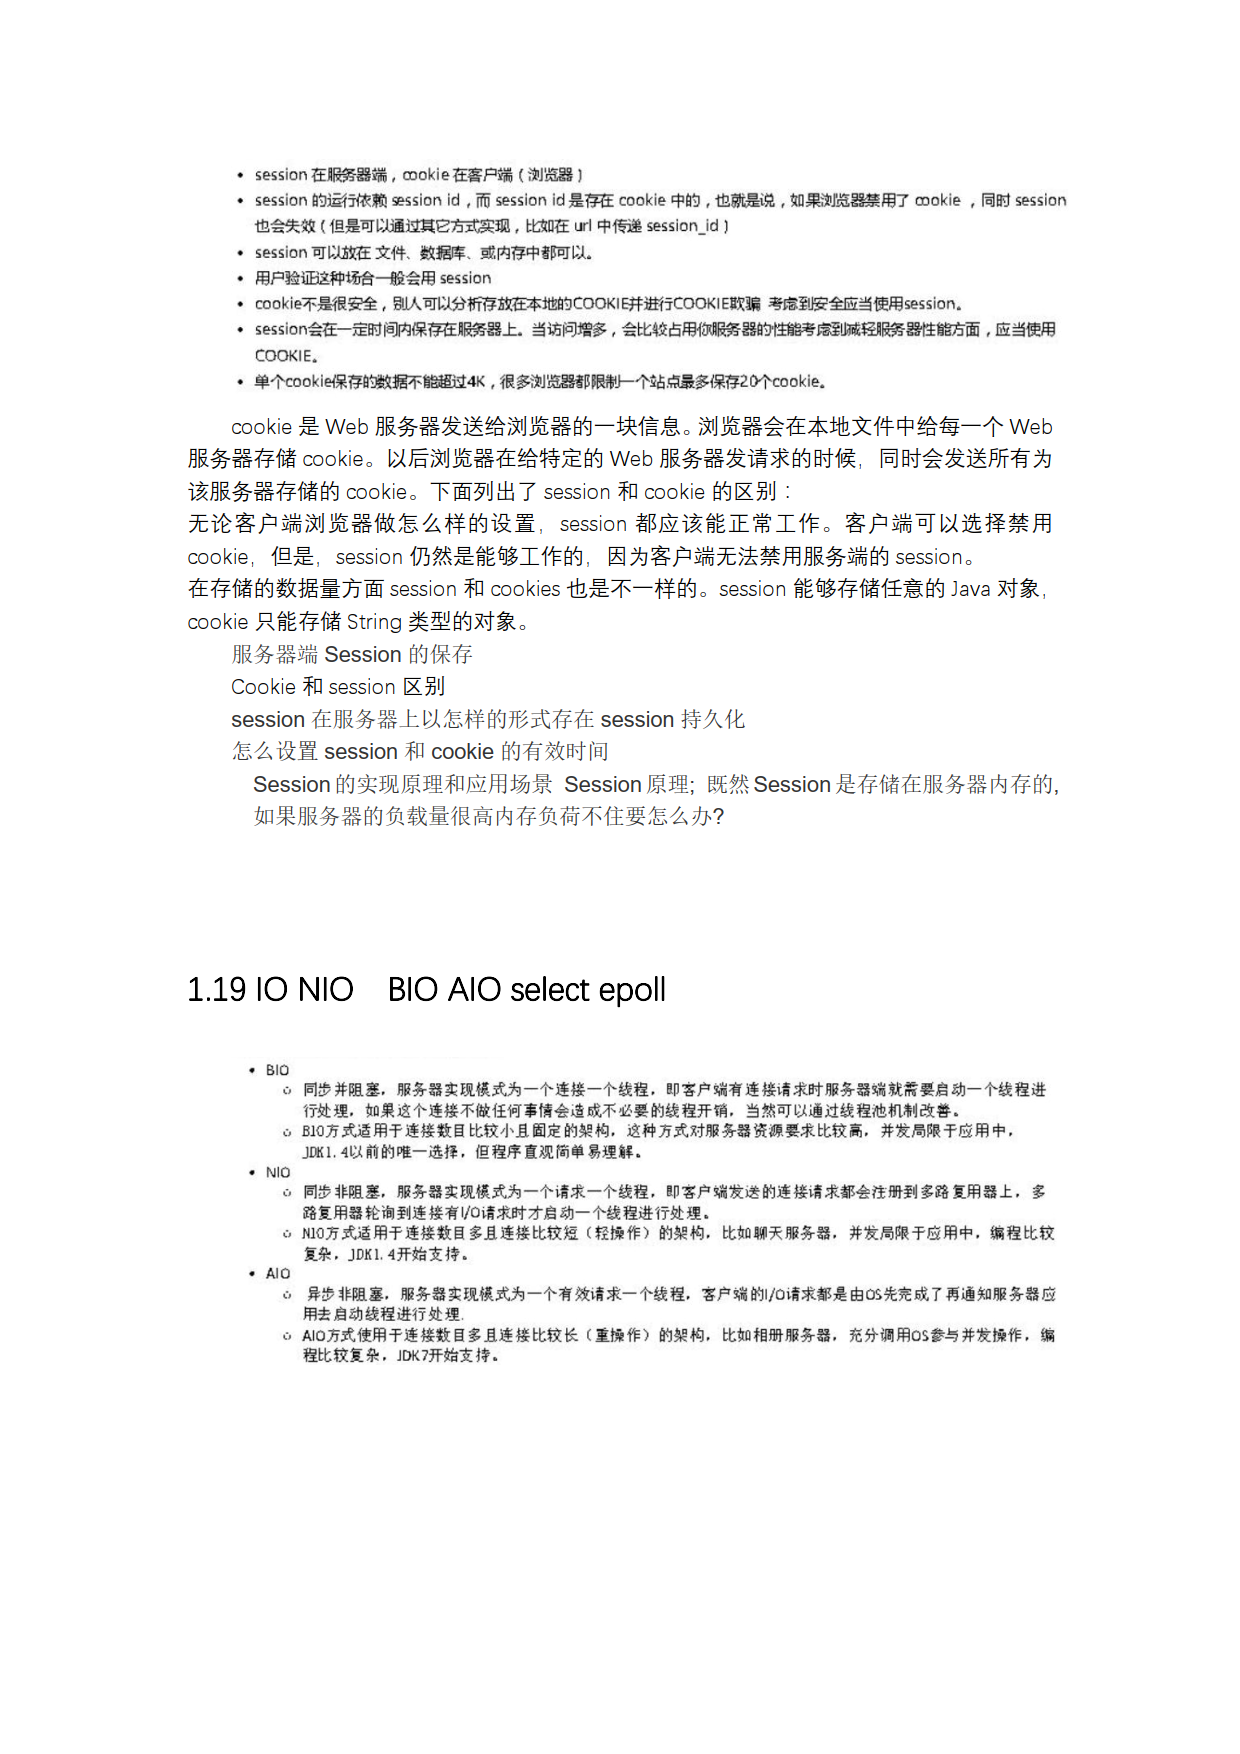 • session 在服务器端，cookie 在客户端（浏览器）
• session 的运行依赖 session id，而 session id 是存在 cookie 中的，也就是说，如果浏览器禁用了 cookie ，同时 session
也会失效（但是可以通过其它方式实现，比如在 url 中传递 session_id）
• session 可以放在 文件、数据库、或内存中都可以。
• 用户验证这种场合一般会用 session
• cookie不是很安全，别人可以分析存放在本地的COOKIE并进行COOKIE欺骗 考虑到安全应当使用session。
• session会在一定时间内保存在服务器上。当访问增多，会比较占用你服务器的性能考虑到减轻服务器性能方面，应当使用
COOKIE。
• 单个cookie保存的数据不能超过4K，很多浏览器都限制一个站点最多保存20个cookie。
cookie 是 Web 服务器发送给浏览器的一块信息。浏览器会在本地文件中给每一个 Web
服务器存储 cookie。以后浏览器在给特定的 Web 服务器发请求的时候，同时会发送所有为
该服务器存储的 cookie。下面列出了 session 和 cookie 的区别：
无论客户端浏览器做怎么样的设置，session 都应该能正常工作。客户端可以选择禁用
cookie，但是，session 仍然是能够工作的，因为客户端无法禁用服务端的 session。
在存储的数据量方面 session 和 cookies 也是不一样的。session 能够存储任意的 Java 对象，
cookie 只能存储 String 类型的对象。
服务器端 Session 的保存
Cookie 和 session 区别
session 在服务器上以怎样的形式存在 session 持久化
怎么设置 session 和 cookie 的有效时间
Session 的实现原理和应用场景 Session 原理; 既然 Session 是存储在服务器内存的,
如果服务器的负载量很高内存负荷不住要怎么办?
1.19 IO NIO BIO AIO select epoll
• BIO
○ 同步并阻塞，服务器实现模式为一个连接一个线程，即客户端有连接请求时服务器端就需要启动一个线程进
行处理，如果这个连接不做任何事情会造成不必要的线程开销，当然可以通过线程池机制改善。
○ BIO方式适用于连接数目比较小且固定的架构，这种方式对服务器资源要求比较高，并发局限于应用中，
JDK1.4以前的唯一选择，但程序直观简单易理解。
• NIO
○ 同步非阻塞，服务器实现模式为一个请求一个线程，即客户端发送的连接请求都会注册到多路复用器上，多
路复用器轮询到连接有I/O请求时才启动一个线程进行处理。
○ NIO方式适用于连接数目多且连接比较短（轻操作）的架构，比如聊天服务器，并发局限于应用中，编程比较
复杂，JDK1.4开始支持。
• AIO
○ 异步非阻塞，服务器实现模式为一个有效请求一个线程，客户端的I/O请求都是由OS先完成了再通知服务器应
用去启动线程进行处理.
○ AIO方式使用于连接数目多且连接比较长（重操作）的架构，比如相册服务器，充分调用OS参与并发操作，编
程比较复杂，JDK7开始支持。